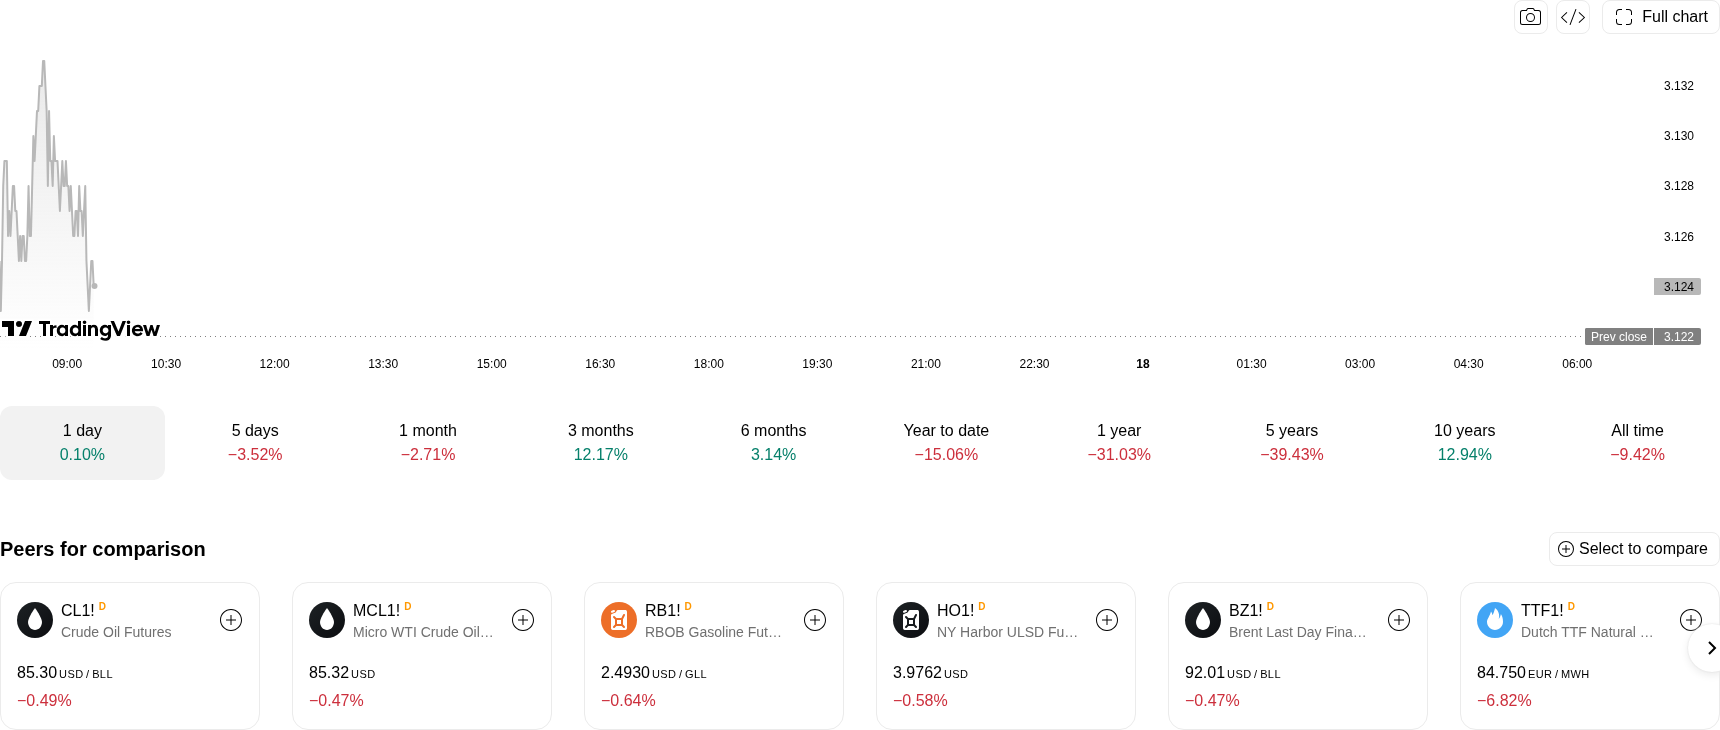 Full chart
3.132
3.130
3.128
3.126
3.124
TradingView
Prev close 3.122
09:00 10:30 12:00 13:30 15:00 16:30 18:00 19:30 21:00 22:30 18 01:30 03:00 04:30 06:00
1 day 5 days 1 month 3 months 6 months Year to date 1 year 5 years 10 years All time
0.10% −3.52% −2.71% 12.17% 3.14% −15.06% −31.03% −39.43% 12.94% −9.42%
Peers for comparison
Select to compare
CL1! D MCL1! D RB1! D HO1! D BZ1! D TTF1! D
Crude Oil Futures Micro WTI Crude Oil… RBOB Gasoline Fut… NY Harbor ULSD Fu… Brent Last Day Fina… Dutch TTF Natural …
85.30 USD / BLL 85.32 USD 2.4930 USD / GLL 3.9762 USD 92.01 USD / BLL 84.750 EUR / MWH
−0.49% −0.47% −0.64% −0.58% −0.47% −6.82%